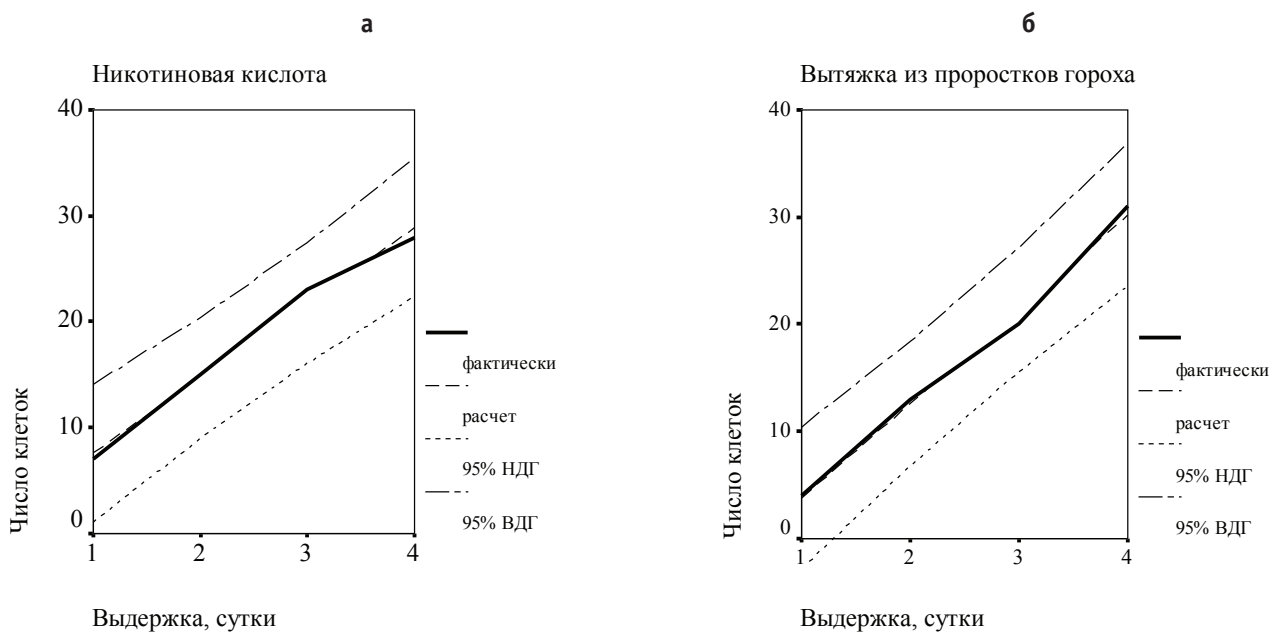 а
Никотиновая кислота
40
30
20
10
0
1 2 3 4
Число клеток
Выдержка, сутки
фактически
расчет
95% НДГ
95% ВДГ
б
Вытяжка из проростков гороха
40
30
20
10
0
1 2 3 4
Число клеток
Выдержка, сутки
фактически
расчет
95% НДГ
95% ВДГ